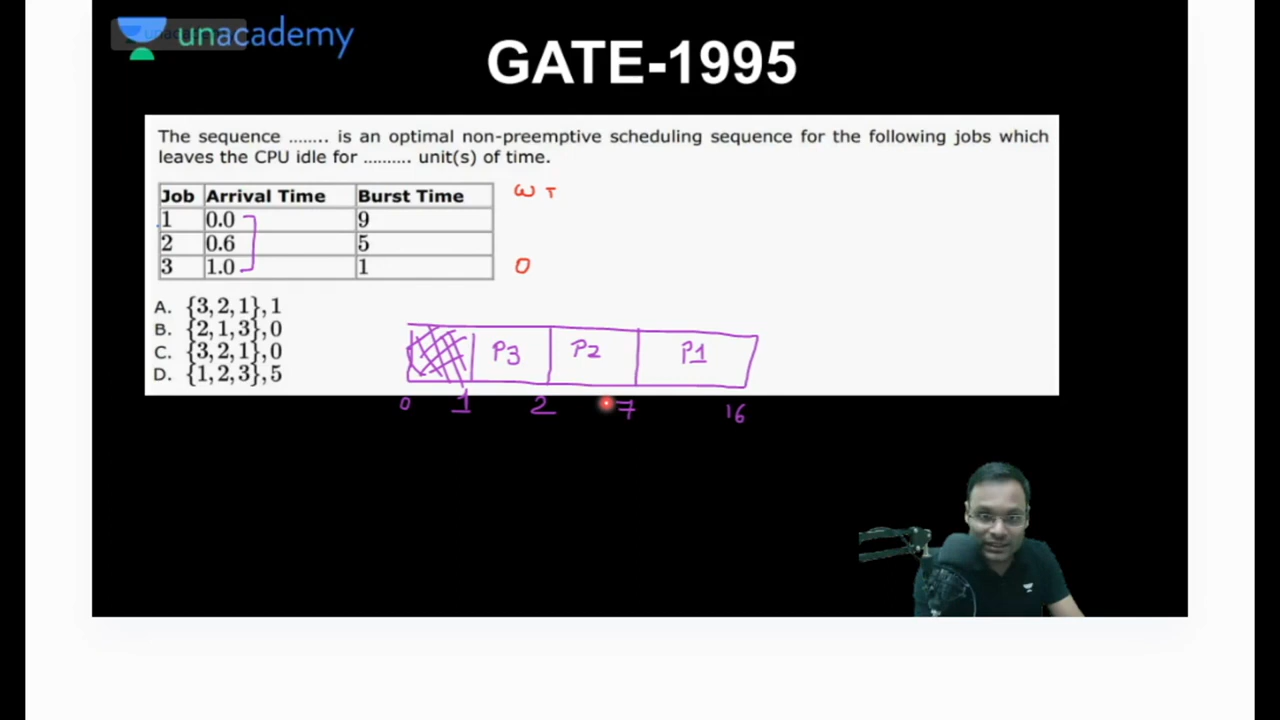 unacademy
GATE-1995
The sequence ........ is an optimal non-preemptive scheduling sequence for the following jobs which
leaves the CPU idle for .......... unit(s) of time.
Job Arrival Time Burst Time WT
1 0.0 9
2 0.6 5
3 1.0 1 0
A. {3, 2, 1}, 1
B. {2, 1, 3}, 0
C. {3, 2, 1}, 0
D. {1, 2, 3}, 5
P3 P2 P1
0 1 2 7 16